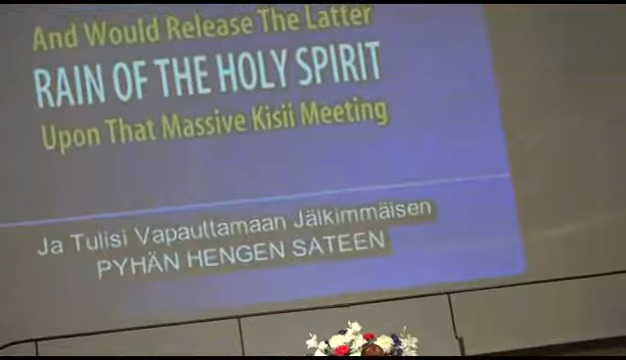 And Would Release The Latter
RAIN OF THE HOLY SPIRIT
Upon That Massive Kisii Meeting
Ja Tulisi Vapauttamaan Jälkimmäisen
PYHÄN HENGEN SATEEN